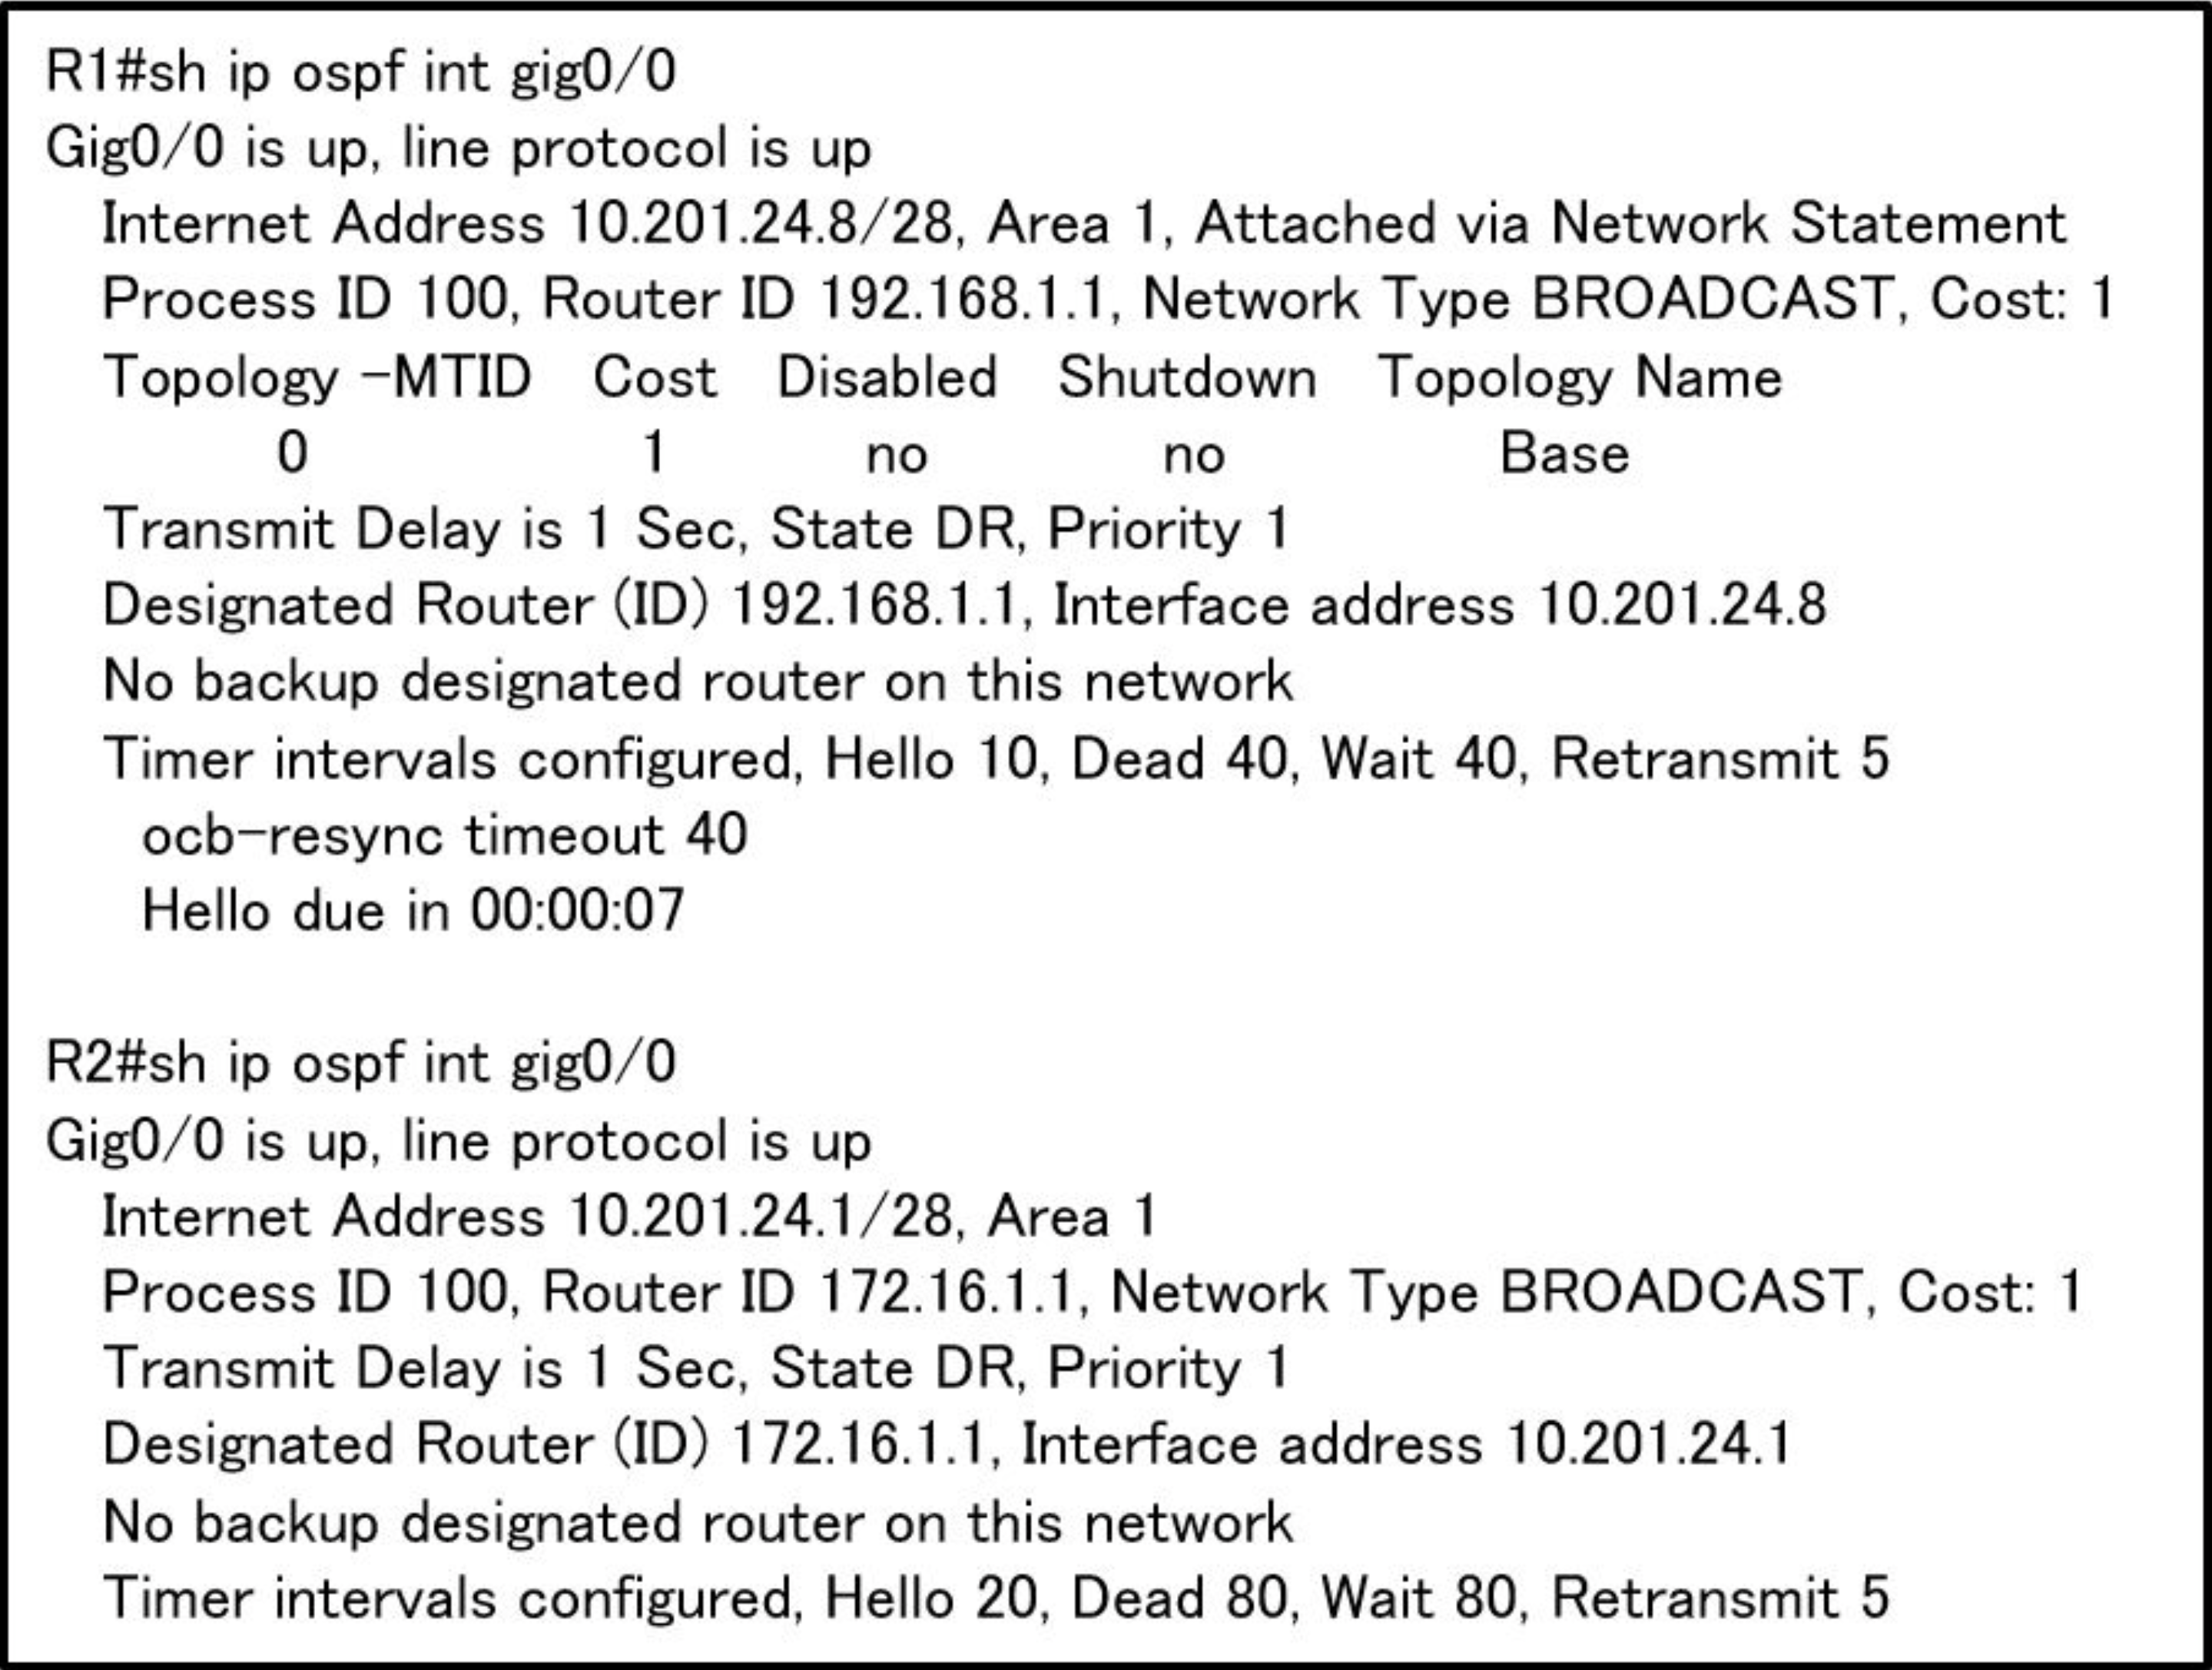 R1#sh ip ospf int gig0/0
Gig0/0 is up, line protocol is up
Internet Address 10.201.24.8/28, Area 1, Attached via Network Statement
Process ID 100, Router ID 192.168.1.1, Network Type BROADCAST, Cost: 1
Topology -MTID Cost Disabled Shutdown Topology Name
0 1 no no Base
Transmit Delay is 1 Sec, State DR, Priority 1
Designated Router (ID) 192.168.1.1, Interface address 10.201.24.8
No backup designated router on this network
Timer intervals configured, Hello 10, Dead 40, Wait 40, Retransmit 5
ocb-resync timeout 40
Hello due in 00:00:07
R2#sh ip ospf int gig0/0
Gig0/0 is up, line protocol is up
Internet Address 10.201.24.1/28, Area 1
Process ID 100, Router ID 172.16.1.1, Network Type BROADCAST, Cost: 1
Transmit Delay is 1 Sec, State DR, Priority 1
Designated Router (ID) 172.16.1.1, Interface address 10.201.24.1
No backup designated router on this network
Timer intervals configured, Hello 20, Dead 80, Wait 80, Retransmit 5